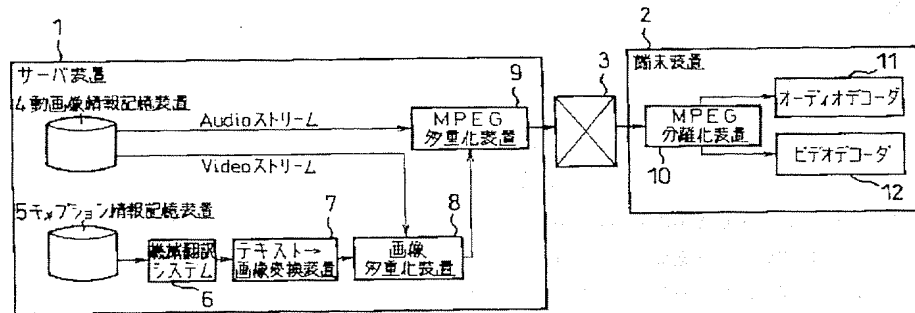 1
サーバ装置
4 動画像情報記憶装置
Audioストリーム
Videoストリーム
9
MPEG
多重化装置
3
2
端末装置
11
オーディオデコーダ
MPEG
分離化装置
10
ビデオデコーダ
12
5 キャプション情報記憶装置
機械翻訳
システム
6
7
テキスト→
画像変換装置
8
画像
多重化装置